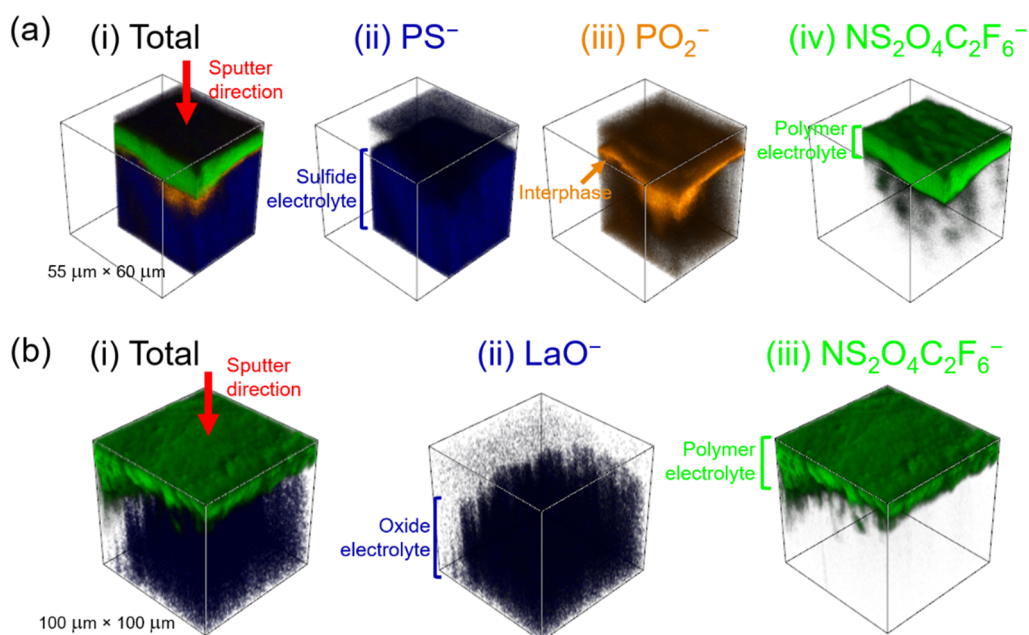 (a)
(i) Total
(ii) PS⁻
(iii) PO₂⁻
(iv) NS₂O₄C₂F₆⁻
Sputter
direction
Sulfide
electrolyte
Interphase
Polymer
electrolyte
55 μm × 60 μm
(b)
(i) Total
(ii) LaO⁻
(iii) NS₂O₄C₂F₆⁻
Sputter
direction
Oxide
electrolyte
Polymer
electrolyte
100 μm × 100 μm